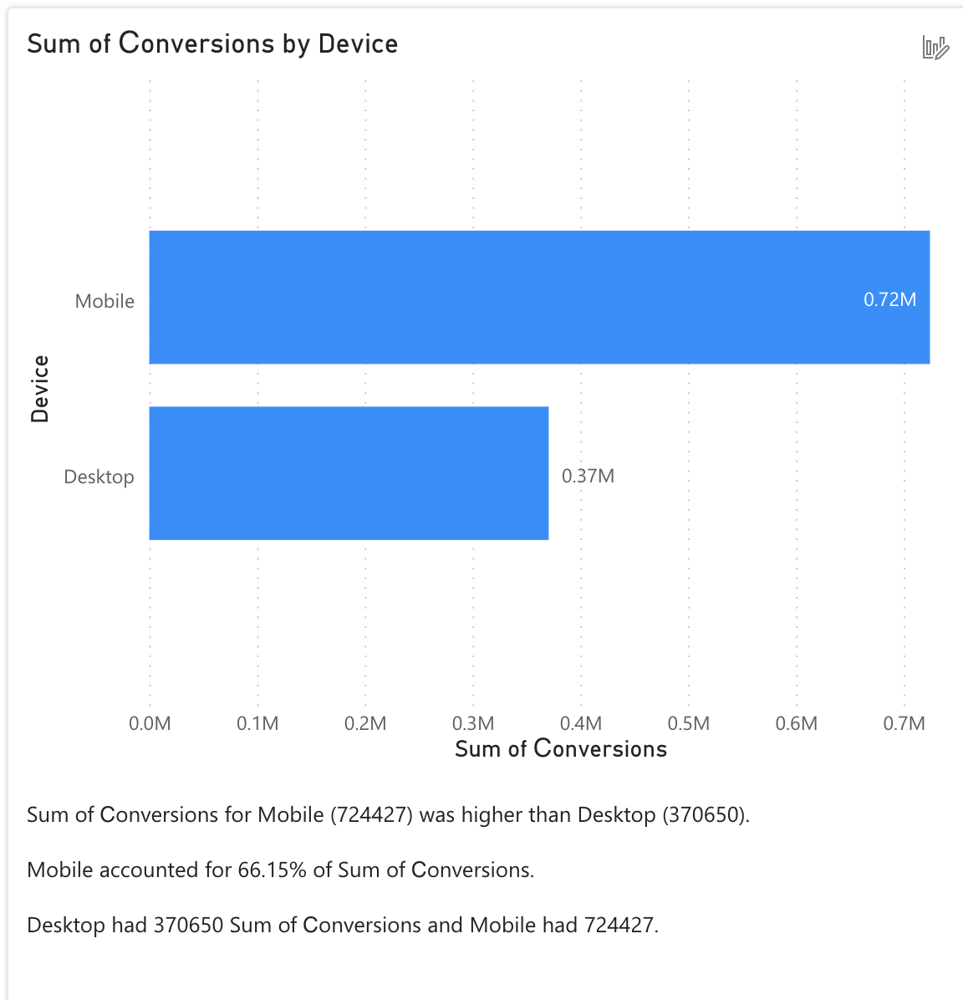 Sum of Conversions by Device
Mobile
0.72M
Device
Desktop
0.37M
0.0M 0.1M 0.2M 0.3M 0.4M 0.5M 0.6M 0.7M
Sum of Conversions
Sum of Conversions for Mobile (724427) was higher than Desktop (370650).
Mobile accounted for 66.15% of Sum of Conversions.
Desktop had 370650 Sum of Conversions and Mobile had 724427.